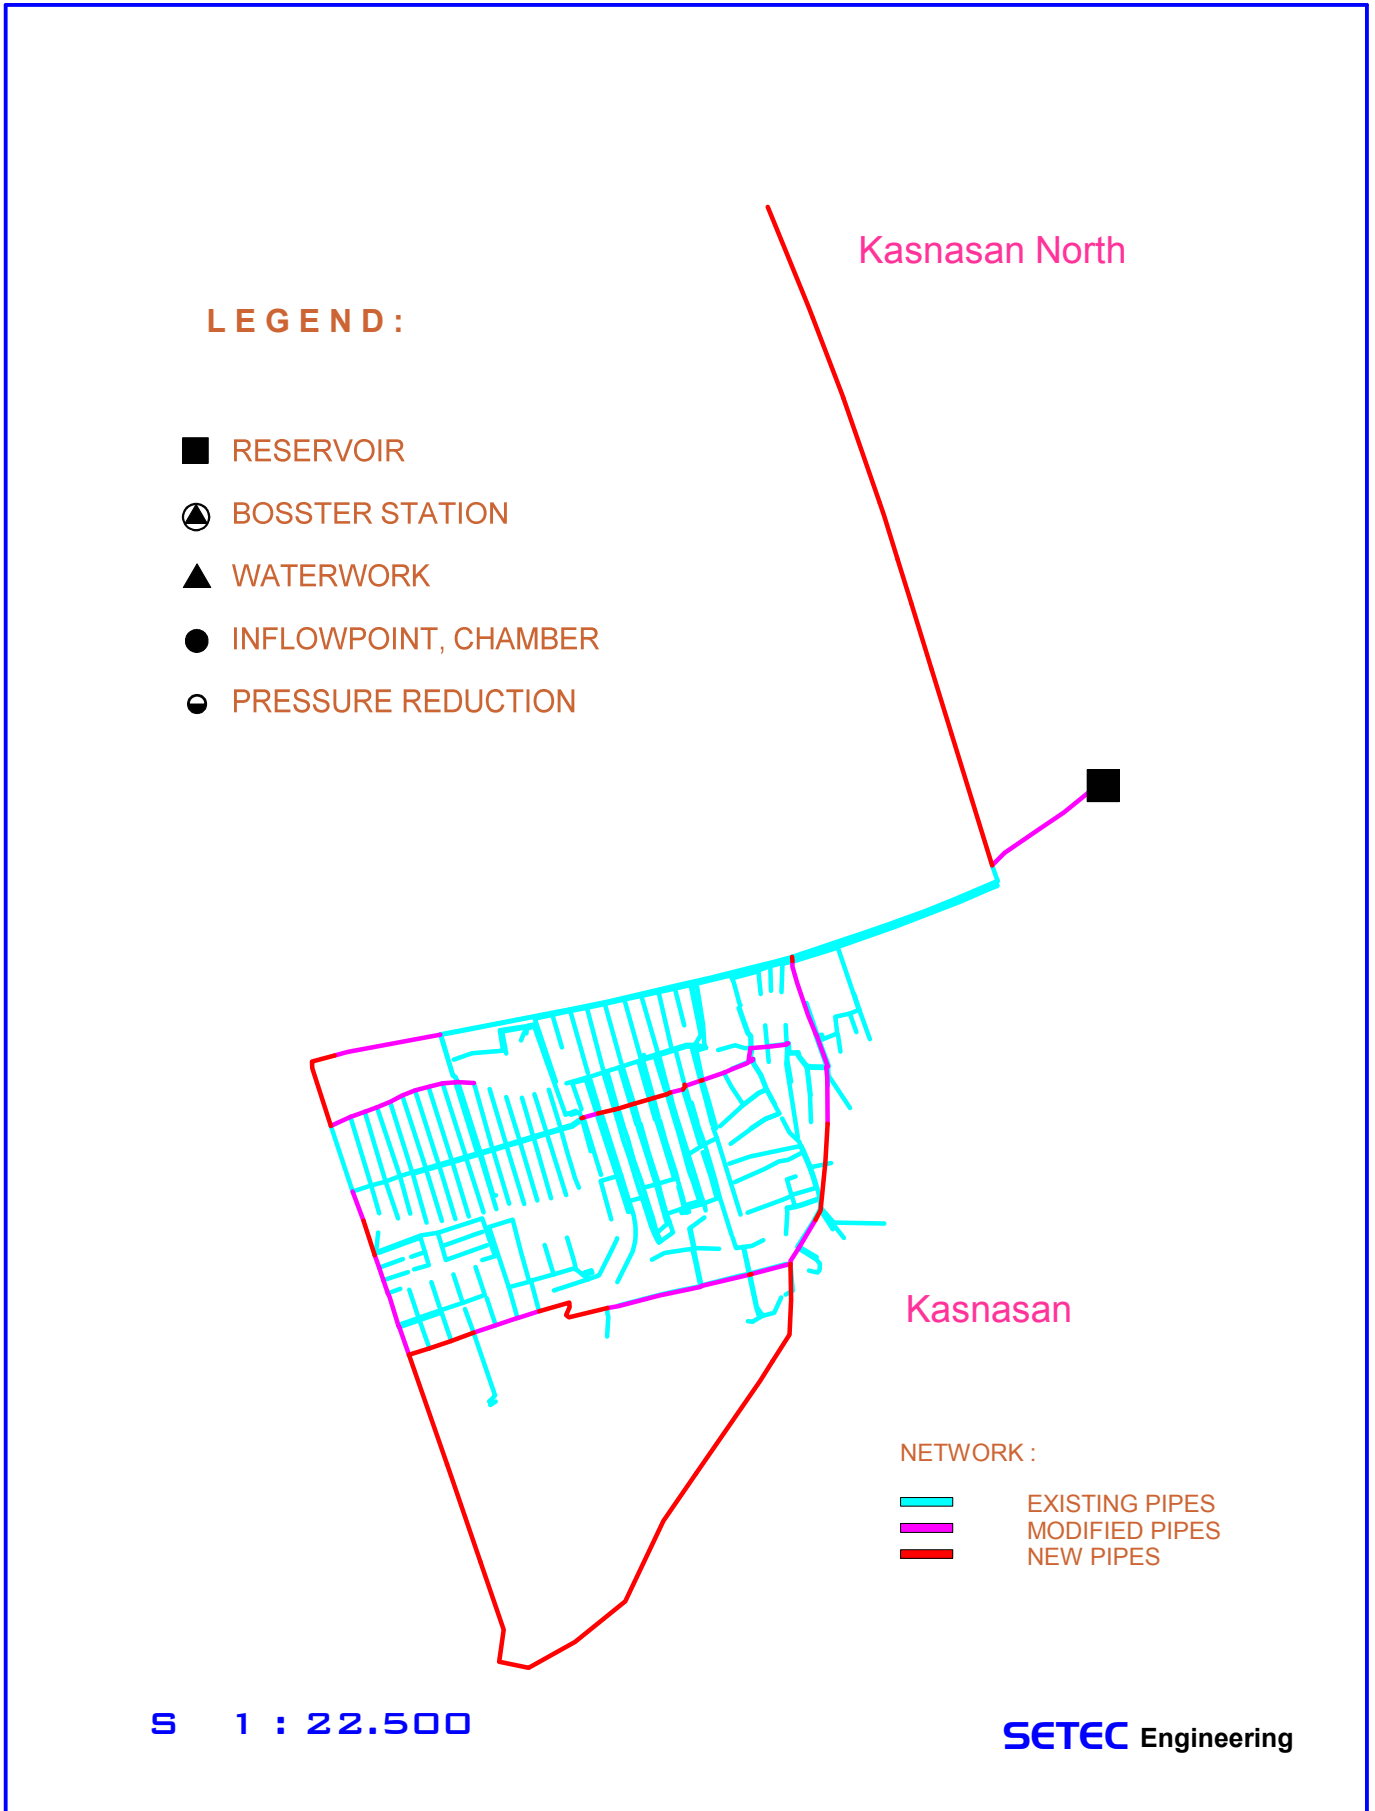 Kasnasan North
LEGEND:
RESERVOIR
BOSSTER STATION
WATERWORK
INFLOWPOINT, CHAMBER
PRESSURE REDUCTION
Kasnasan
NETWORK :
EXISTING PIPES
MODIFIED PIPES
NEW PIPES
S 1 : 22.500
SETEC Engineering